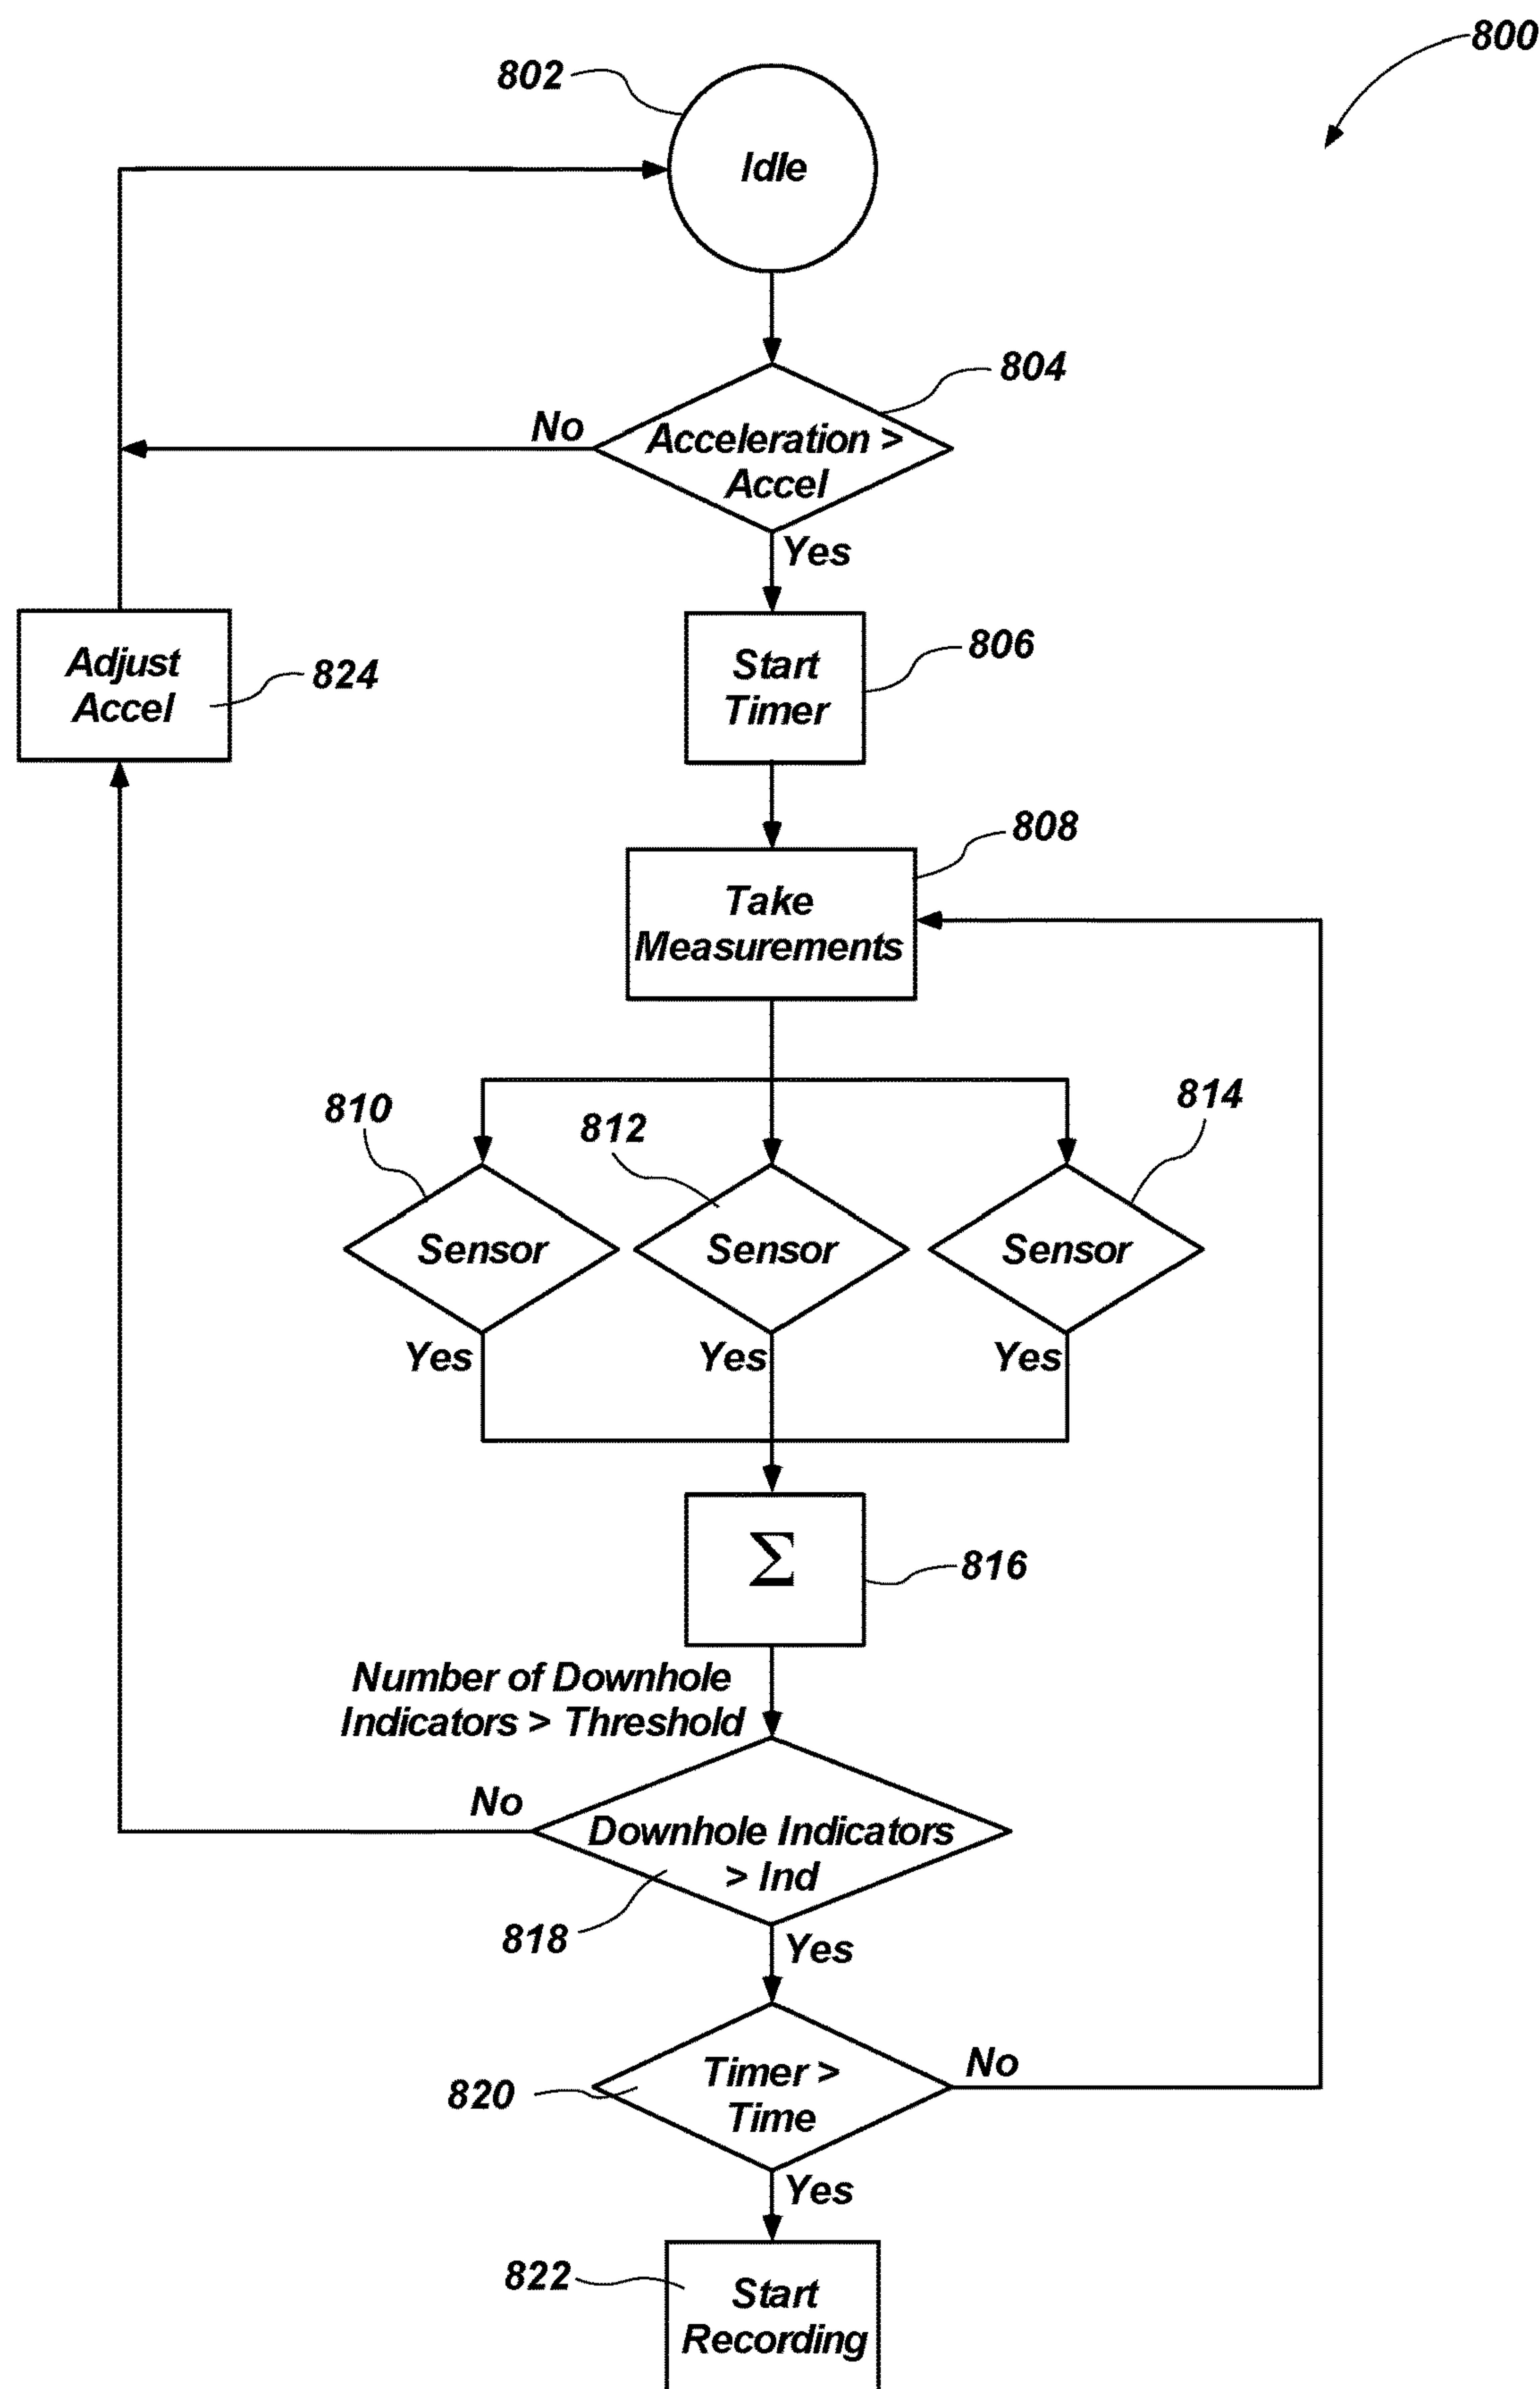 800
802
Idle
804
No
Acceleration >
Accel
Yes
Adjust
Accel
824
Start
Timer
806
808
Take
Measurements
810
812
814
Sensor
Sensor
Sensor
Yes
Yes
Yes
Σ
816
Number of Downhole
Indicators > Threshold
No
Downhole Indicators
> Ind
818
Yes
Timer >
Time
No
820
Yes
822
Start
Recording